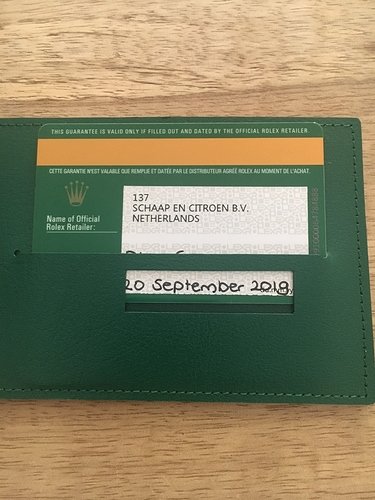 THIS GUARANTEE IS VALID ONLY IF FILLED OUT AND DATED BY THE OFFICIAL ROLEX RETAILER.
CETTE GARANTIE N'EST VALABLE QUE REMPLIE ET DATÉE PAR LE DISTRIBUTEUR AGRÉÉ ROLEX AU MOMENT DE L'ACHAT.
137
SCHAAP EN CITROEN B.V.
NETHERLANDS
Name of Official
Rolex Retailer:
20 September 2018